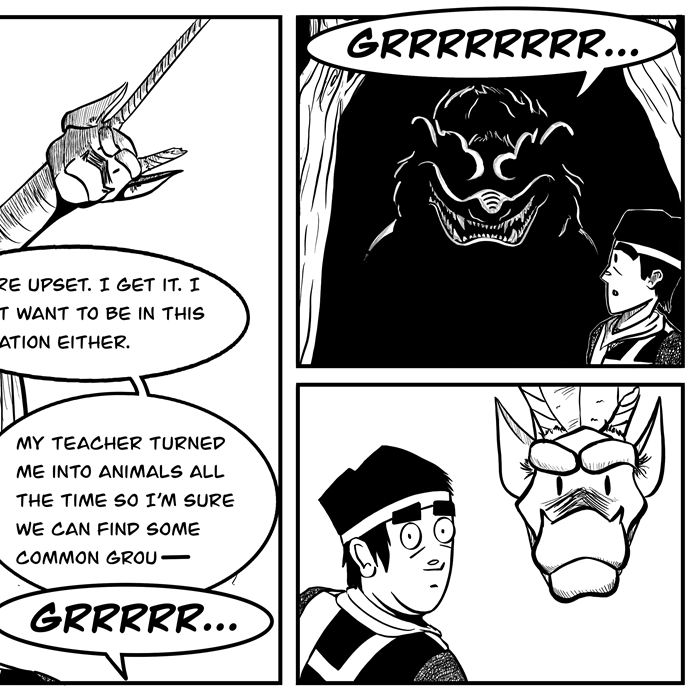 RE UPSET. I GET IT. I
T WANT TO BE IN THIS
ATION EITHER.
MY TEACHER TURNED
ME INTO ANIMALS ALL
THE TIME SO I'M SURE
WE CAN FIND SOME
COMMON GROU—
GRRRRR...
GRRRRRRRR...